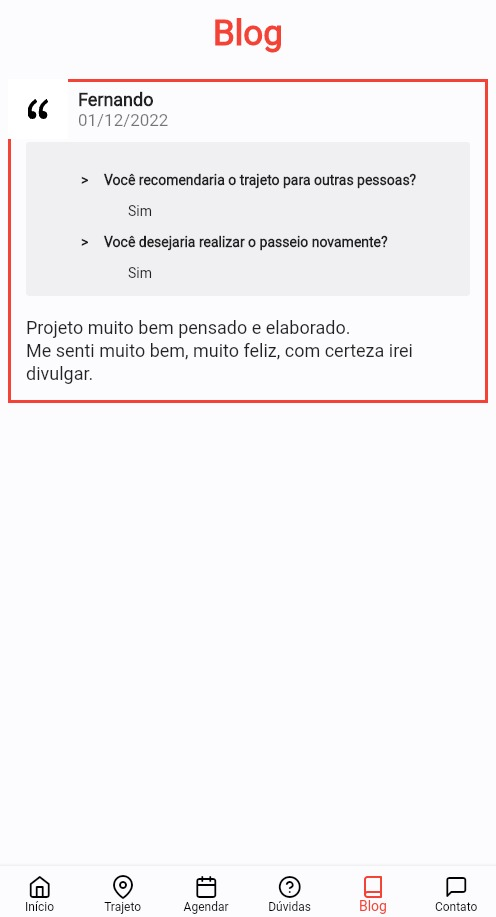 Blog
“
Fernando
01/12/2022
> Você recomendaria o trajeto para outras pessoas?
Sim
> Você desejaria realizar o passeio novamente?
Sim
Projeto muito bem pensado e elaborado.
Me senti muito bem, muito feliz, com certeza irei
divulgar.
Início Trajeto Agendar Dúvidas Blog Contato